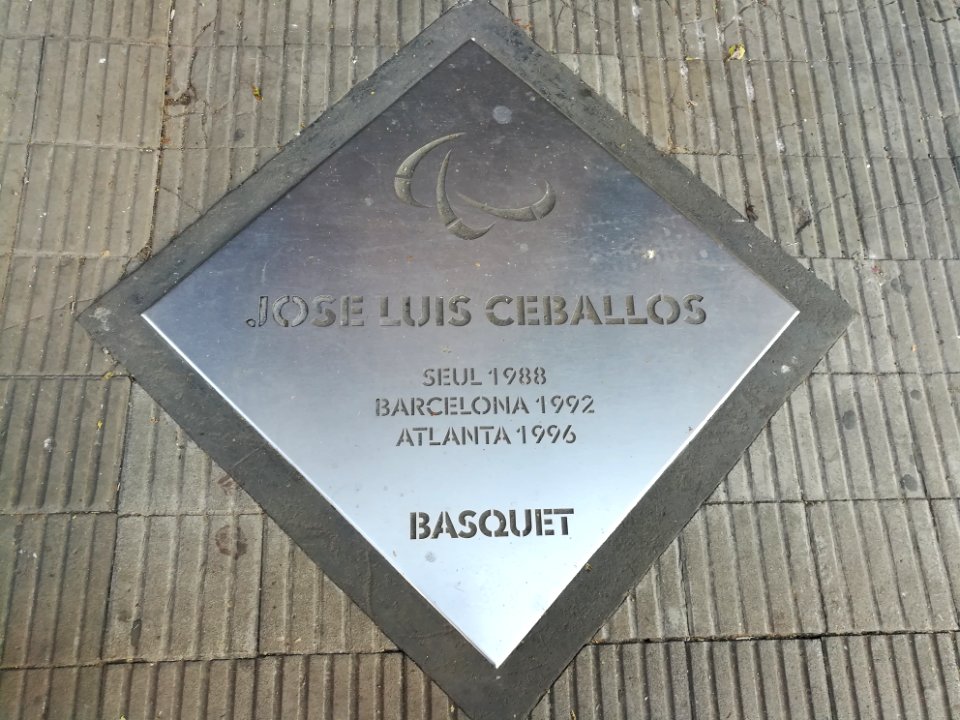 JOSE LUIS CEBALLOS
SEUL 1988
BARCELONA 1992
ATLANTA 1996
BASQUET